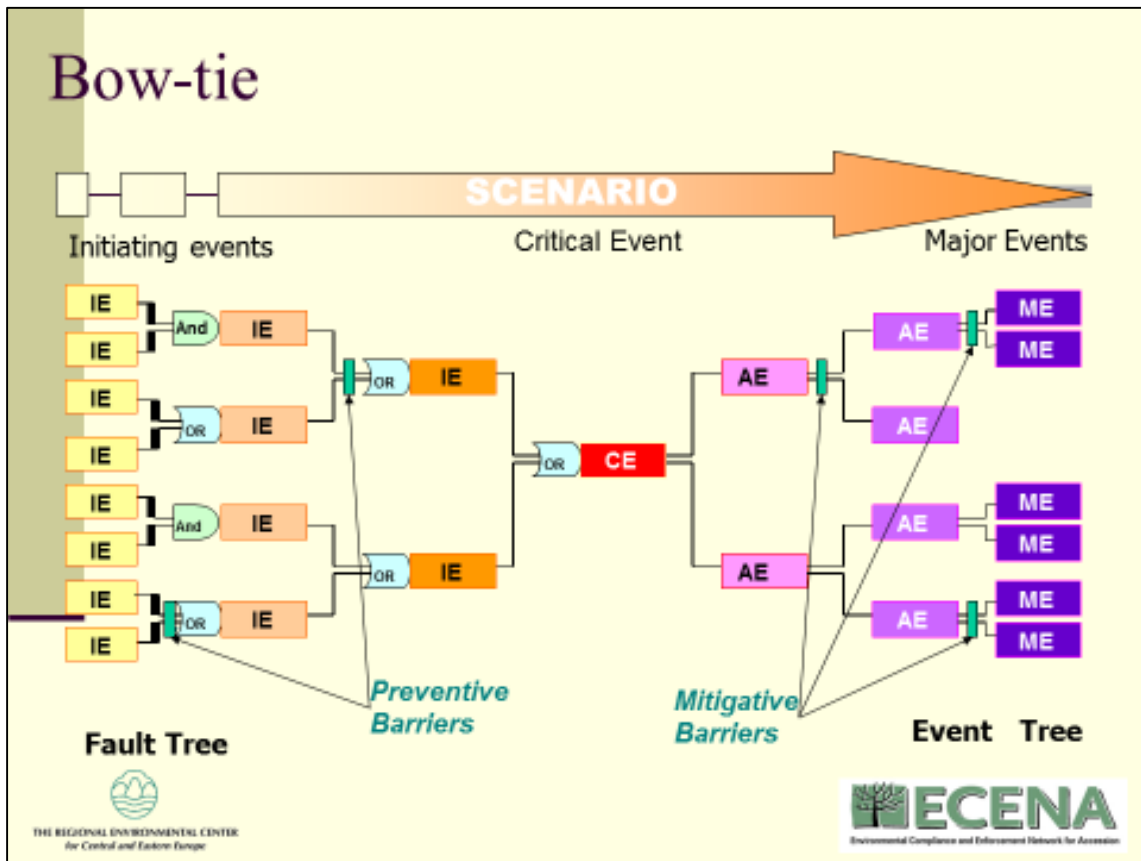 Bow-tie
SCENARIO
Initiating events
Critical Event
Major Events
IE
IE
And
IE
IE
IE
OR
IE
OR
IE
IE
IE
And
IE
IE
IE
OR
IE
OR
IE
OR
CE
AE
AE
ME
ME
AE
AE
AE
ME
ME
AE
ME
ME
Preventive
Barriers
Mitigative
Barriers
Fault Tree
Event Tree
THE REGIONAL ENVIRONMENTAL CENTER
for Central and Eastern Europe
ECENA
Environmental Compliance and Enforcement Network for Accession